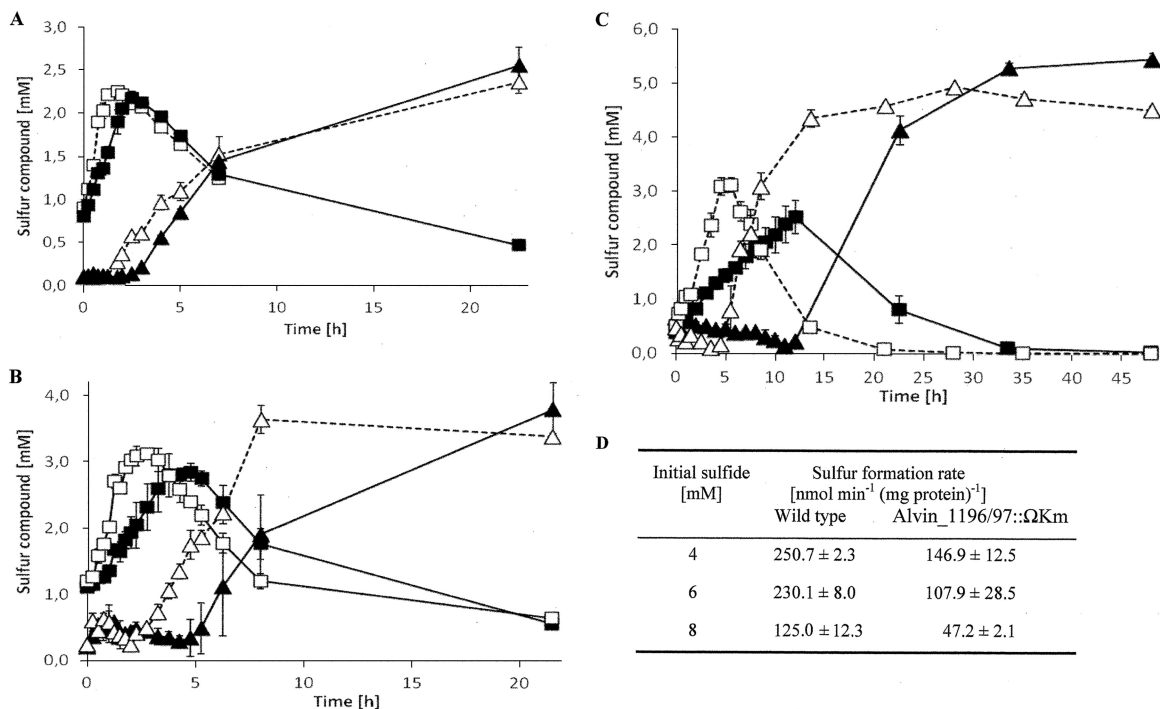 A
3,0
2,5
2,0
1,5
1,0
0,5
0,0
Sulfur compound [mM]
0 5 10 15 20
Time [h]
B
4,0
3,0
2,0
1,0
0,0
Sulfur compound [mM]
0 5 10 15 20
Time [h]
C
6,0
5,0
4,0
3,0
2,0
1,0
0,0
Sulfur compound [mM]
0 5 10 15 20 25 30 35 40 45
Time [h]
D
Initial sulfide Sulfur formation rate
[mM] [nmol min⁻¹ (mg protein)⁻¹]
Wild type Alvin_1196/97::ΩKm
4 250.7 ± 2.3 146.9 ± 12.5
6 230.1 ± 8.0 107.9 ± 28.5
8 125.0 ± 12.3 47.2 ± 2.1